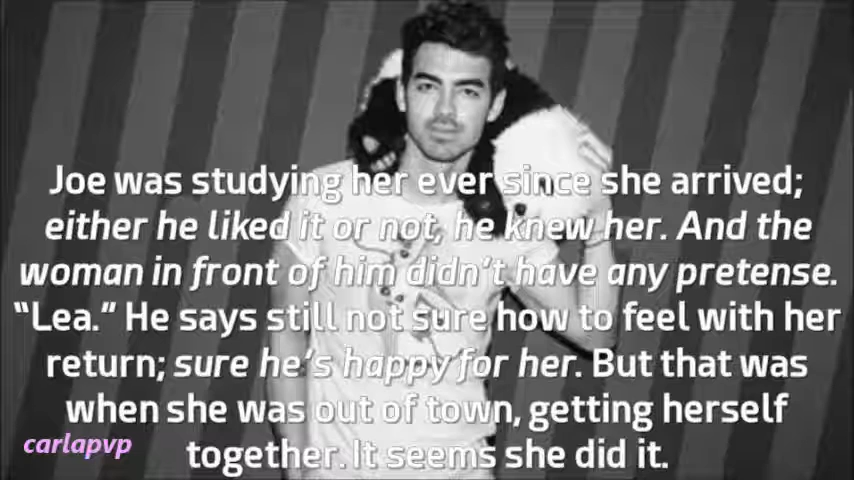 Joe was studying her ever since she arrived;
either he liked it or not, he knew her. And the
woman in front of him didn't have any pretense.
"Lea." He says still not sure how to feel with her
return; sure he's happy for her. But that was
when she was out of town, getting herself
together. It seems she did it.
carlapvp